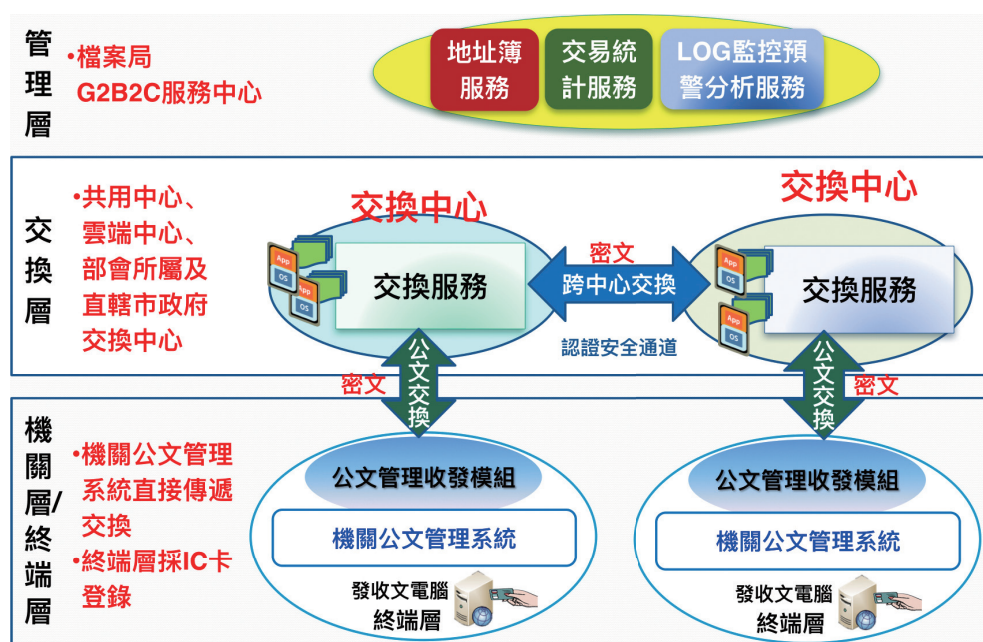 管理層
•檔案局
G2B2C服務中心
地址簿
服務
交易統
計服務
LOG監控預
警分析服務
交換層
•共用中心、
雲端中心、
部會所屬及
直轄市政府
交換中心
交換中心
App
OS
App
OS
交換服務
密文
跨中心交換
認證安全通道
交換中心
App
OS
App
OS
交換服務
密文
公文交換
公文交換
密文
機關層/終端層
•機關公文管理
系統直接傳遞
交換
•終端層採IC卡
登錄
公文管理收發模組
機關公文管理系統
發收文電腦
終端層
公文管理收發模組
機關公文管理系統
發收文電腦
終端層